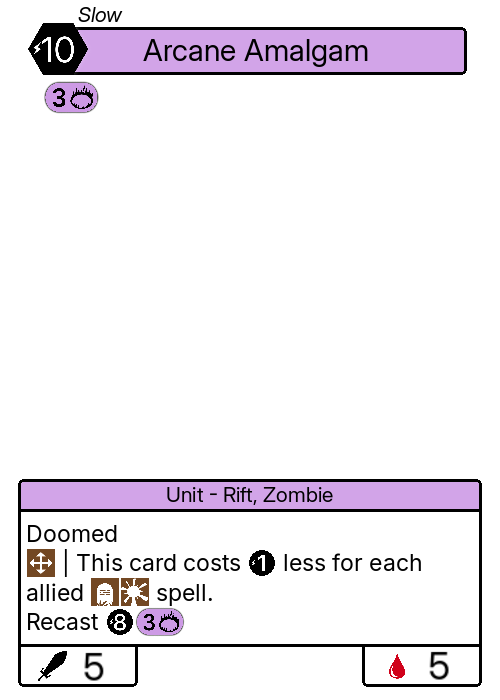 Slow
10 Arcane Amalgam
3
Unit - Rift, Zombie
Doomed
| This card costs 1 less for each
allied spell.
Recast 8 3
5 5